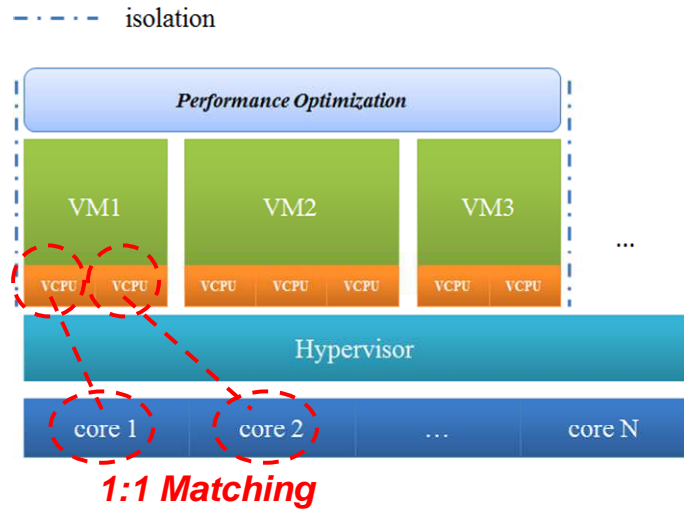 isolation
Performance Optimization
VM1 VM2 VM3
...
VCPU VCPU VCPU VCPU VCPU VCPU VCPU
Hypervisor
core 1 core 2 ... core N
1:1 Matching